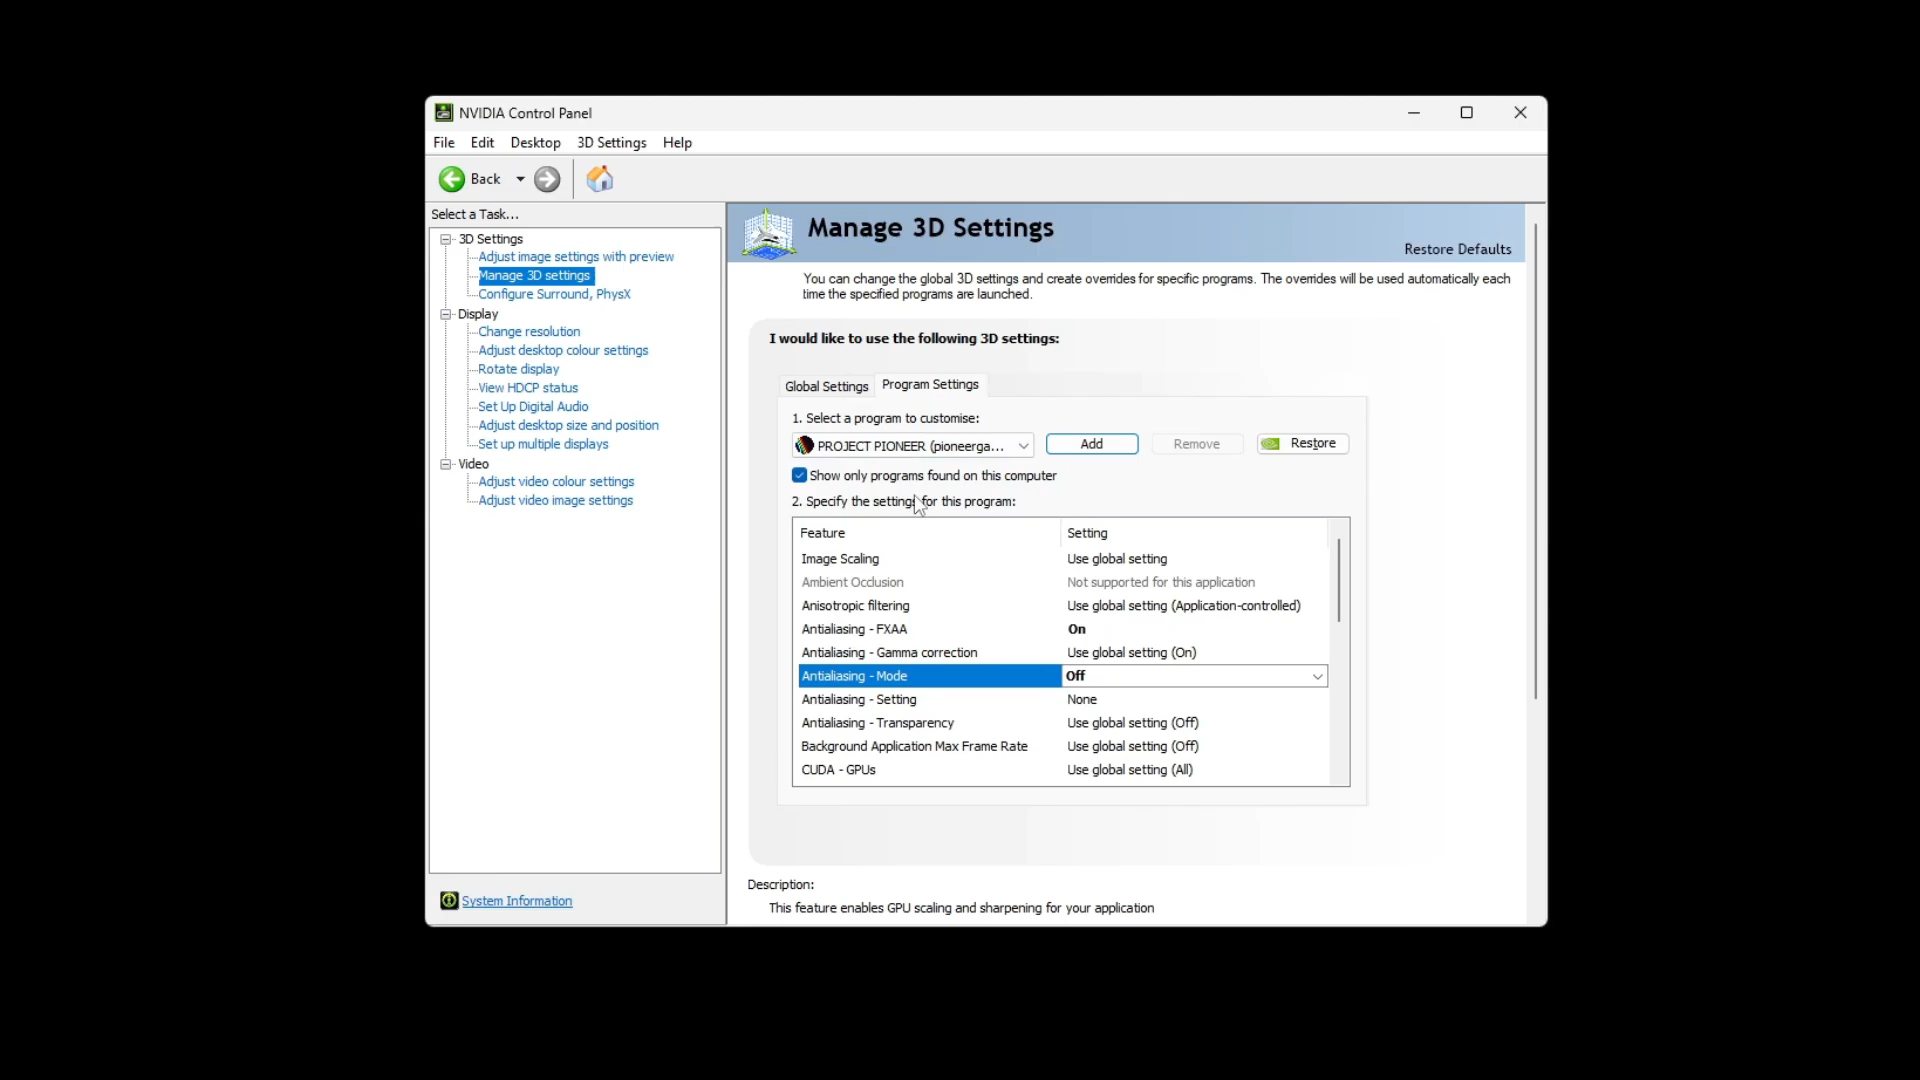 NVIDIA Control Panel
File Edit Desktop 3D Settings Help
Back
Select a Task...
3D Settings
Adjust image settings with preview
Manage 3D settings
Configure Surround, PhysX
Display
Change resolution
Adjust desktop colour settings
Rotate display
View HDCP status
Set Up Digital Audio
Adjust desktop size and position
Set up multiple displays
Video
Adjust video colour settings
Adjust video image settings
System Information
Manage 3D Settings
Restore Defaults
You can change the global 3D settings and create overrides for specific programs. The overrides will be used automatically each
time the specified programs are launched.
I would like to use the following 3D settings:
Global Settings Program Settings
1. Select a program to customise:
PROJECT PIONEER (pioneerga... Add Remove Restore
Show only programs found on this computer
2. Specify the settings for this program:
Feature Setting
Image Scaling Use global setting
Ambient Occlusion Not supported for this application
Anisotropic filtering Use global setting (Application-controlled)
Antialiasing - FXAA On
Antialiasing - Gamma correction Use global setting (On)
Antialiasing - Mode Off
Antialiasing - Setting None
Antialiasing - Transparency Use global setting (Off)
Background Application Max Frame Rate Use global setting (Off)
CUDA - GPUs Use global setting (All)
Description:
This feature enables GPU scaling and sharpening for your application